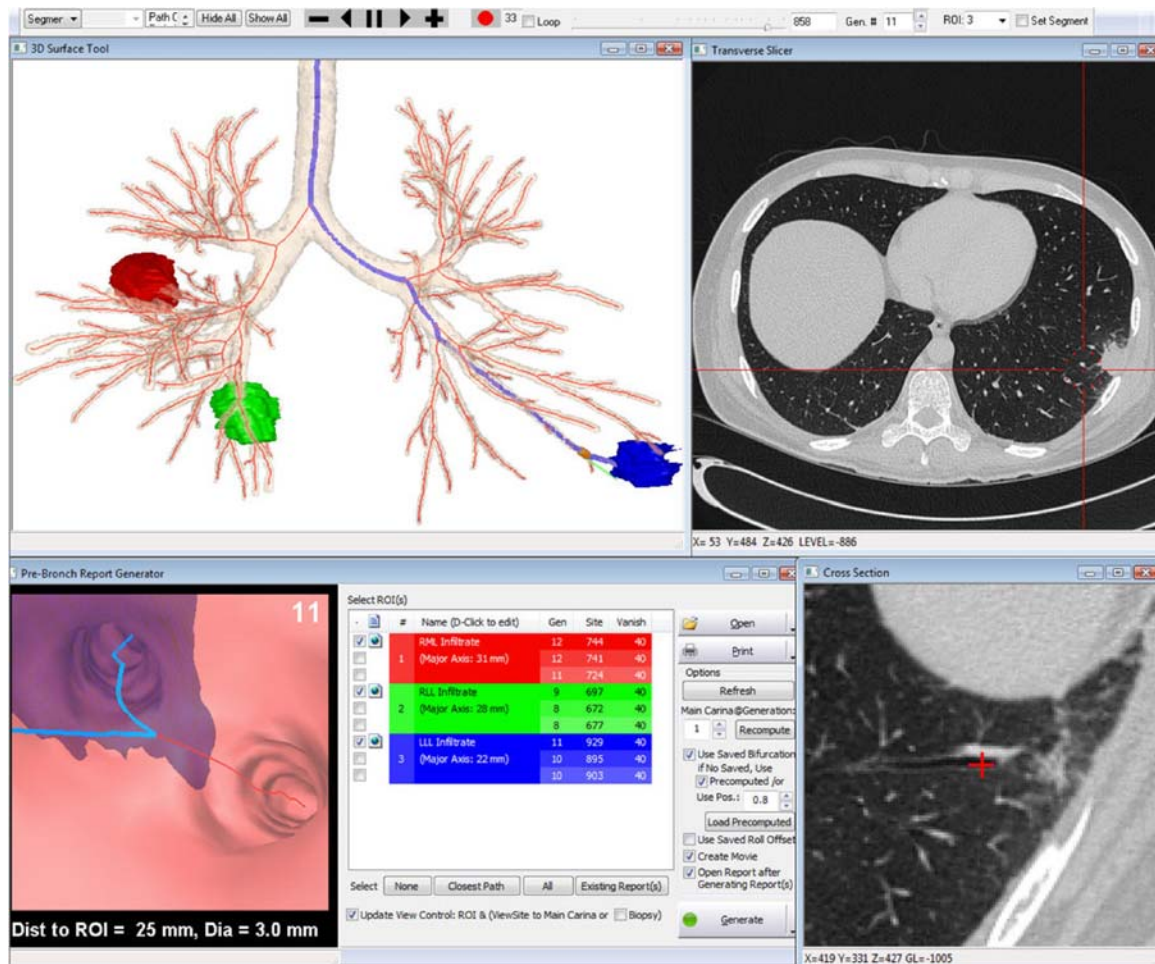 Segmer
Path C
Hide All
Show All
33
Loop
858
Gen. # 11
ROI: 3
Set Segment
3D Surface Tool
Transverse Slicer
X= 53 Y=484 Z=426 LEVEL=-886
Pre-Bronch Report Generator
11
Dist to ROI = 25 mm, Dia = 3.0 mm
Select ROI(s)
# Name (D-Click to edit) Gen Site Vanish
RML Infiltrate 12 744 40
1 (Major Axis: 31 mm) 12 741 40
11 724 40
RLL Infiltrate 9 697 40
2 (Major Axis: 28 mm) 8 672 40
8 677 40
LLL Infiltrate 11 929 40
3 (Major Axis: 22 mm) 10 895 40
10 903 40
Select None Closest Path All Existing Report(s)
Update View Control: ROI & (ViewSite to Main Carina or Biopsy)
Open
Print
Options
Refresh
Main Carina@Generation:
1 Recompute
Use Saved Bifurcation
if No Saved, Use
Precomputed /or
Use Pos.: 0.8
Load Precomputed
Use Saved Roll Offset
Create Movie
Open Report after
Generating Report(s)
Generate
Cross Section
X=419 Y=331 Z=427 GL=-1005